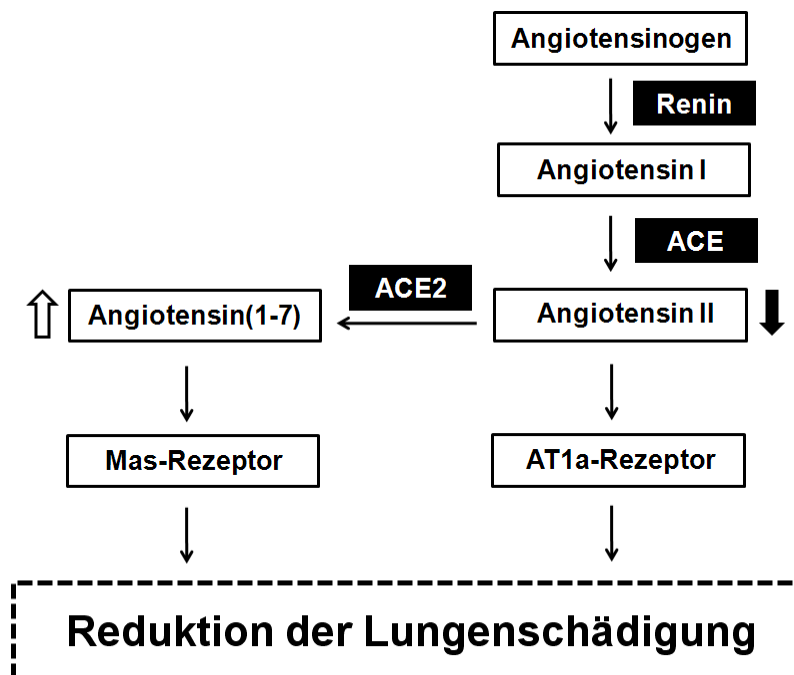 Angiotensinogen
Renin
Angiotensin I
ACE
ACE2
Angiotensin(1-7)
Angiotensin II
Mas-Rezeptor
AT1a-Rezeptor
Reduktion der Lungenschädigung